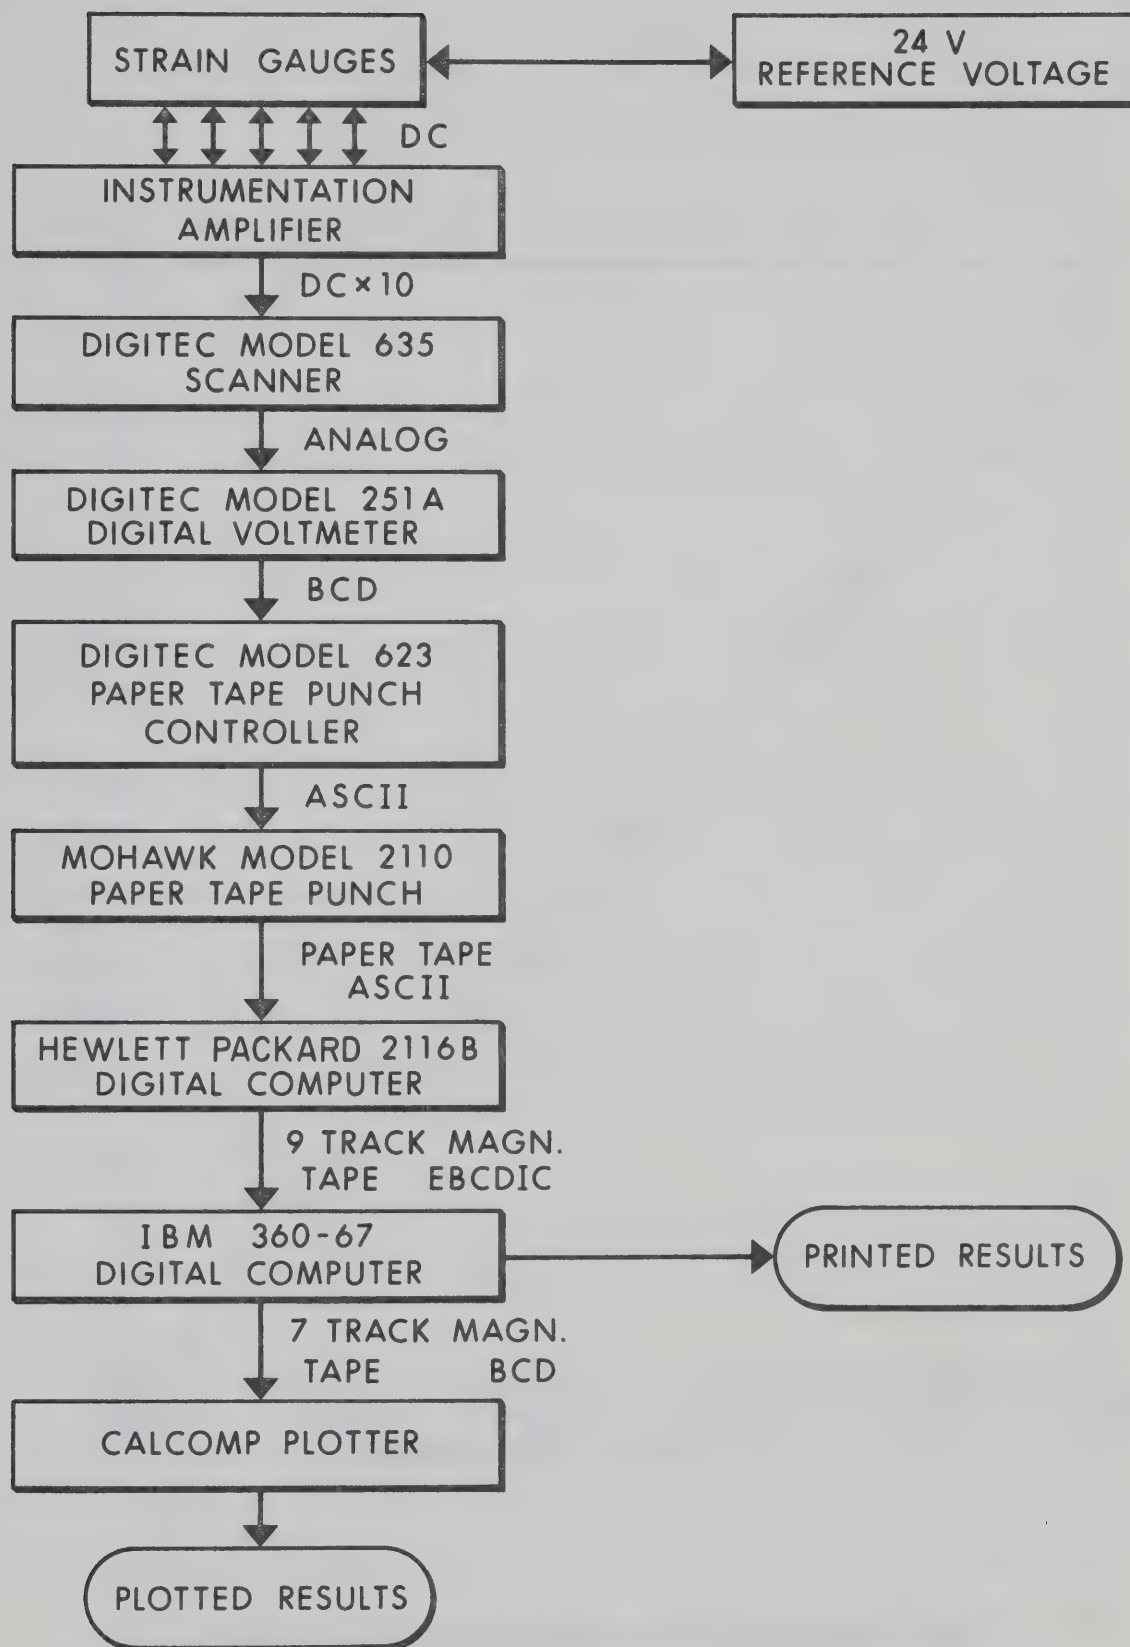 STRAIN GAUGES
24 V
REFERENCE VOLTAGE
DC
INSTRUMENTATION
AMPLIFIER
DC×10
DIGITEC MODEL 635
SCANNER
ANALOG
DIGITEC MODEL 251A
DIGITAL VOLTMETER
BCD
DIGITEC MODEL 623
PAPER TAPE PUNCH
CONTROLLER
ASCII
MOHAWK MODEL 2110
PAPER TAPE PUNCH
PAPER TAPE
ASCII
HEWLETT PACKARD 2116B
DIGITAL COMPUTER
9 TRACK MAGN.
TAPE EBCDIC
IBM 360-67
DIGITAL COMPUTER
PRINTED RESULTS
7 TRACK MAGN.
TAPE BCD
CALCOMP PLOTTER
PLOTTED RESULTS